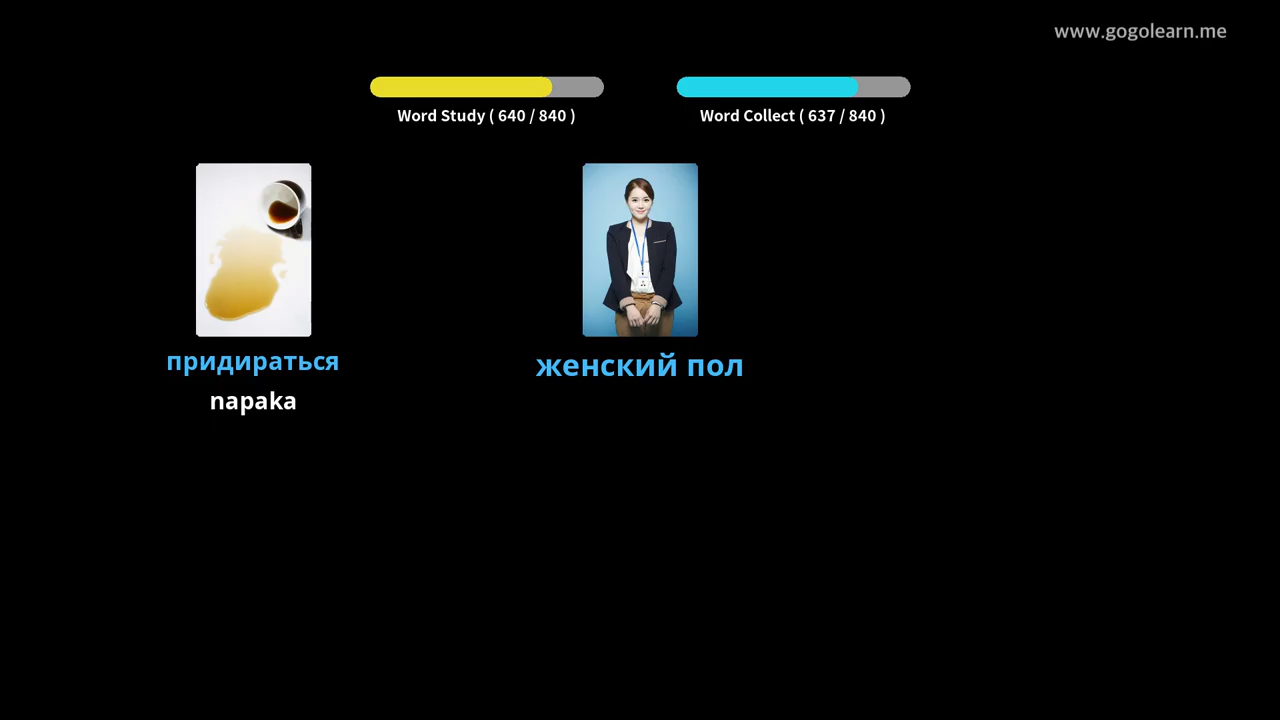 www.gogolearn.me
Word Study ( 640 / 840 )
Word Collect ( 637 / 840 )
придираться
napaka
женский пол